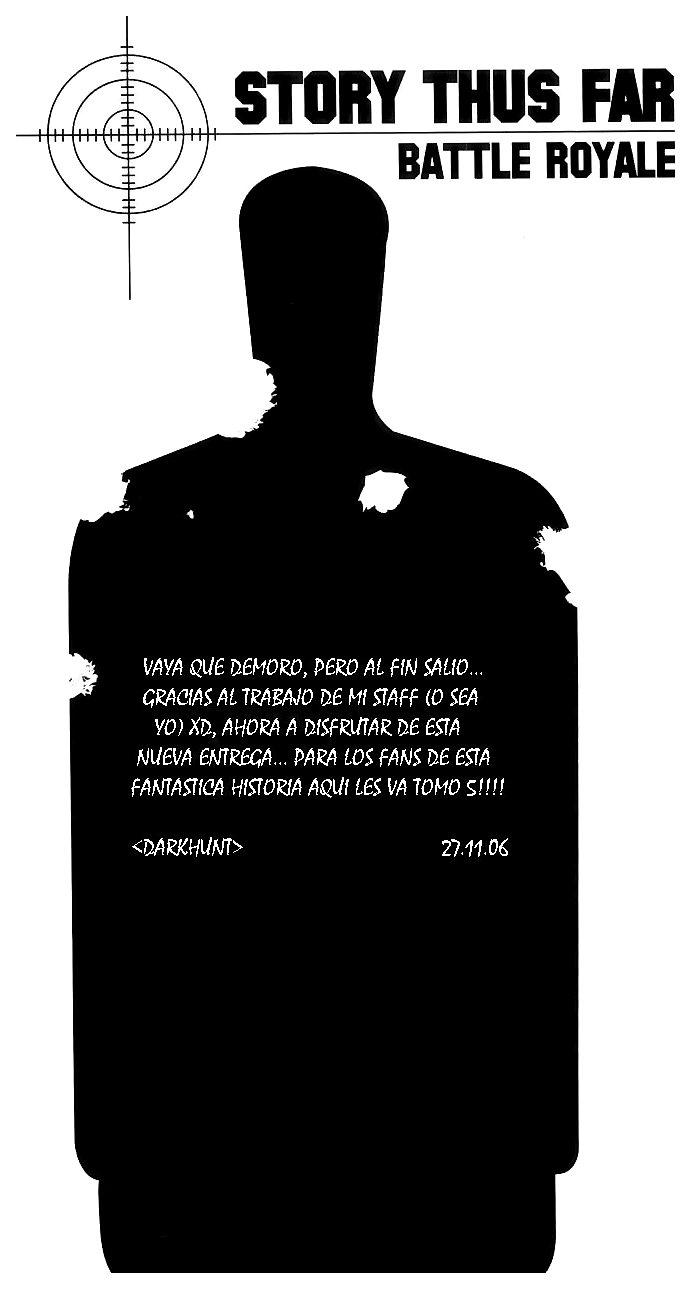 STORY THUS FAR
BATTLE ROYALE
VAYA QUE DEMORO, PERO AL FIN SALIO...
GRACIAS AL TRABAJO DE MI STAFF (O SEA
YO) XD, AHORA A DISFRUTAR DE ESTA
NUEVA ENTREGA... PARA LOS FANS DE ESTA
FANTASTICA HISTORIA AQUI LES VA TOMO 5!!!!
<DARKHUNT> 27.11.06